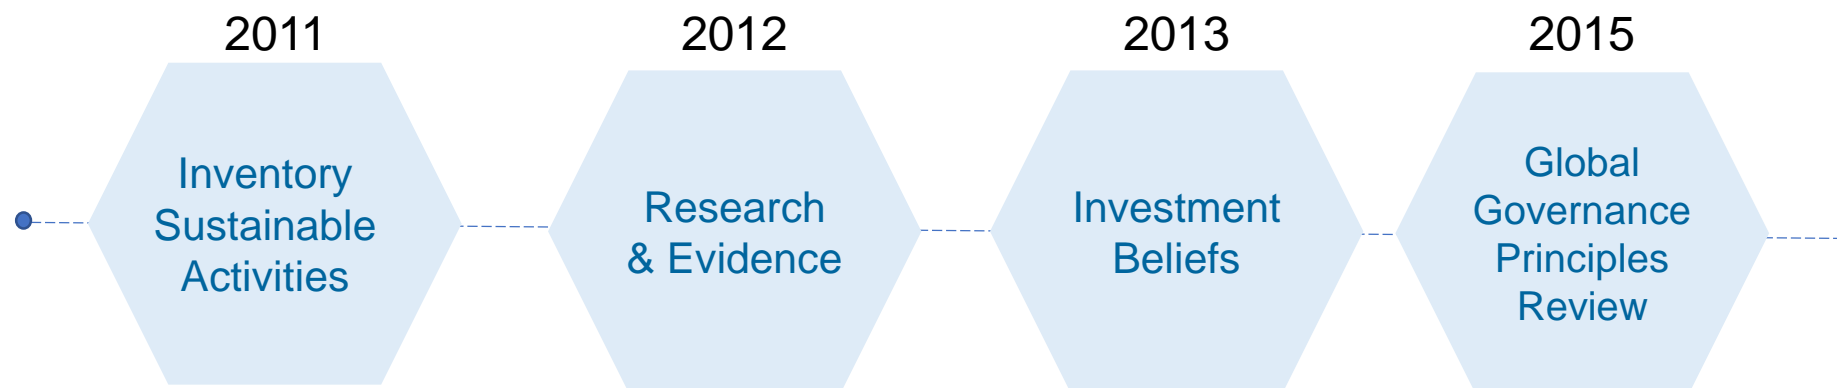 2011
Inventory
Sustainable
Activities
2012
Research
& Evidence
2013
Investment
Beliefs
2015
Global
Governance
Principles
Review